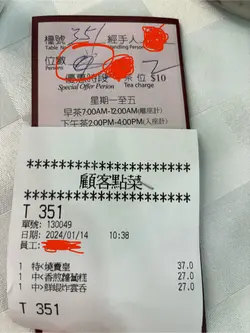 檯號 351 經手人
Table No. Handling Person
位數
Persons
優惠時段 茶位 $10
Special Offer Period Tea charge
星期一至五
早茶7:00AM-12:00AM(離座計)
下午茶2:00PM-4:00PM(入座計)
********************
顧客點菜
********************
T 351
單號: 130049
日期: 2024/01/14 10:38
員工:
1 特<燒賣皇 37.0
1 中<香煎蘿蔔糕 27.0
1 中<鮮蝦炸雲吞 27.0
T 351